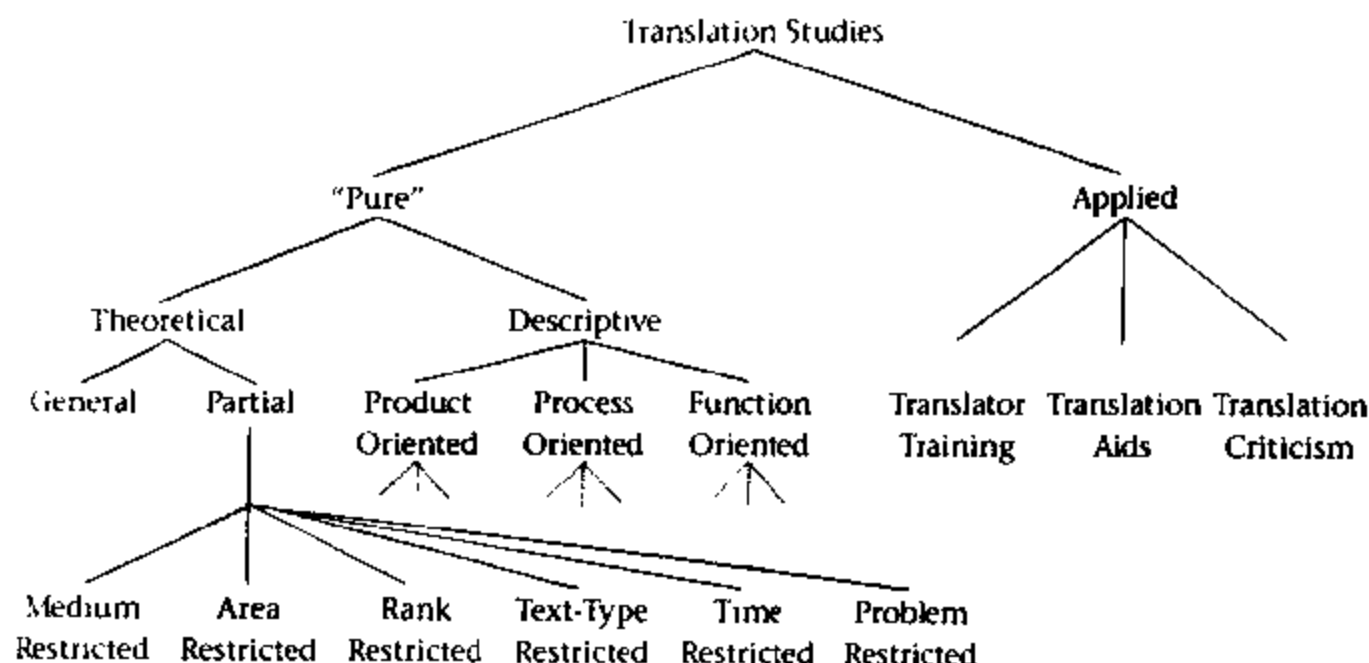 Translation Studies
"Pure" Applied
Theoretical Descriptive
General Partial Product Process Function Translator Translation Translation
Oriented Oriented Oriented Training Aids Criticism
Medium Area Rank Text-Type Time Problem
Restricted Restricted Restricted Restricted Restricted Restricted